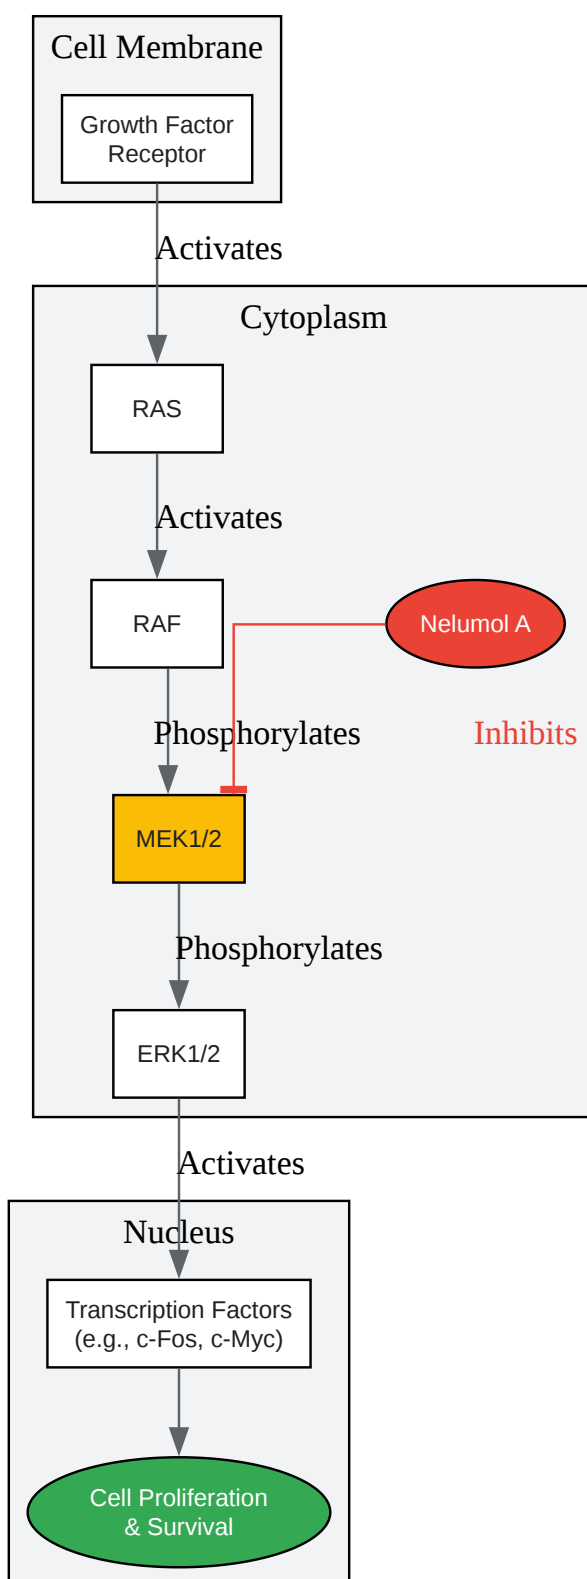 Cell Membrane
Growth Factor
Receptor
Activates
Cytoplasm
RAS
Activates
RAF
Nelumol A
Phosphorylates
Inhibits
MEK1/2
Phosphorylates
ERK1/2
Activates
Nucleus
Transcription Factors
(e.g., c-Fos, c-Myc)
Cell Proliferation
& Survival